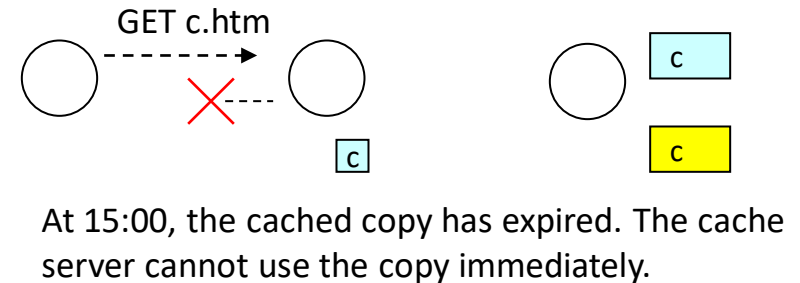 GET c.htm
c
c
c
At 15:00, the cached copy has expired. The cache
server cannot use the copy immediately.